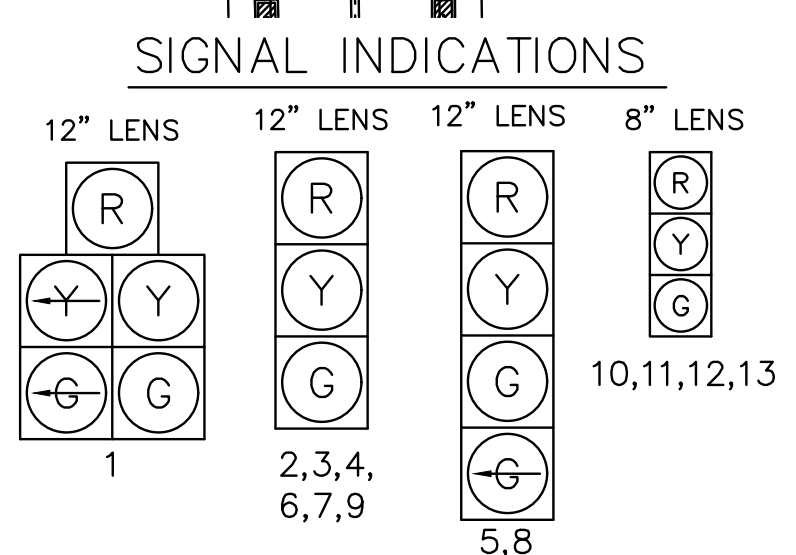 SIGNAL INDICATIONS
12” LENS
R
Y Y
G G
1
12” LENS
R
Y
G
2,3,4,
6,7,9
12” LENS
R
Y
G
G
5,8
8” LENS
R
Y
G
10,11,12,13